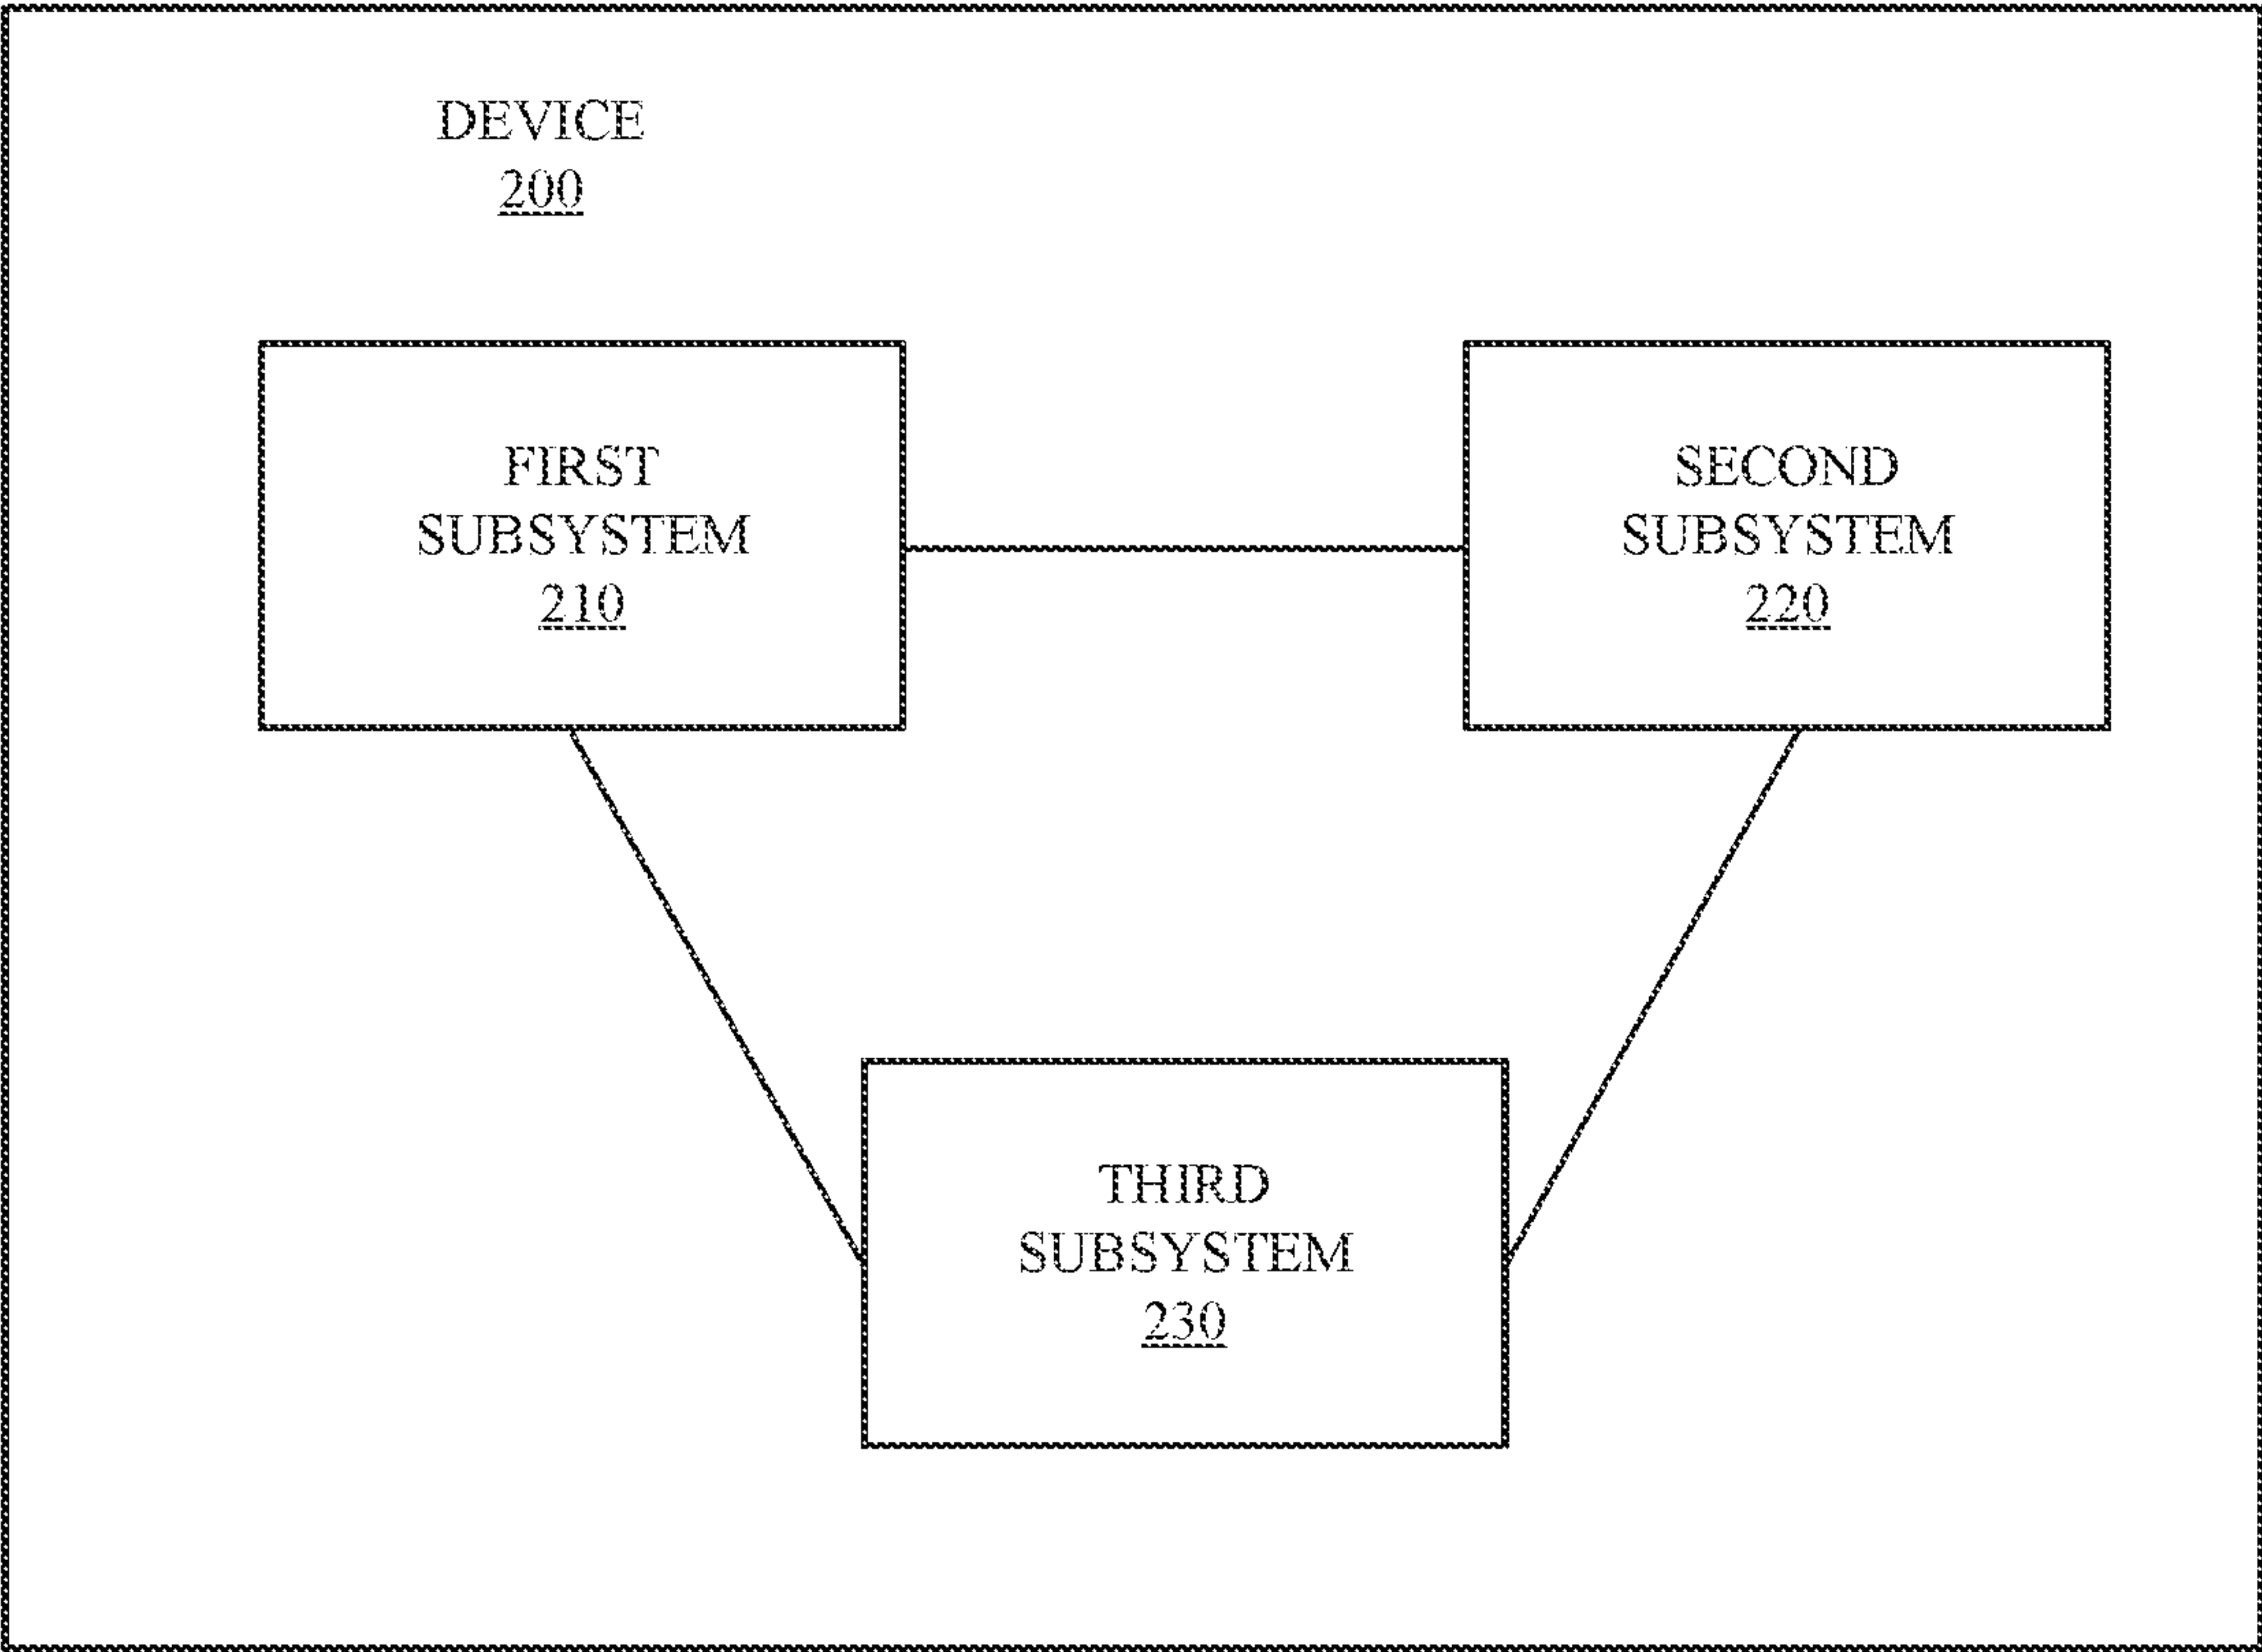 DEVICE
200
FIRST
SUBSYSTEM
210
SECOND
SUBSYSTEM
220
THIRD
SUBSYSTEM
230